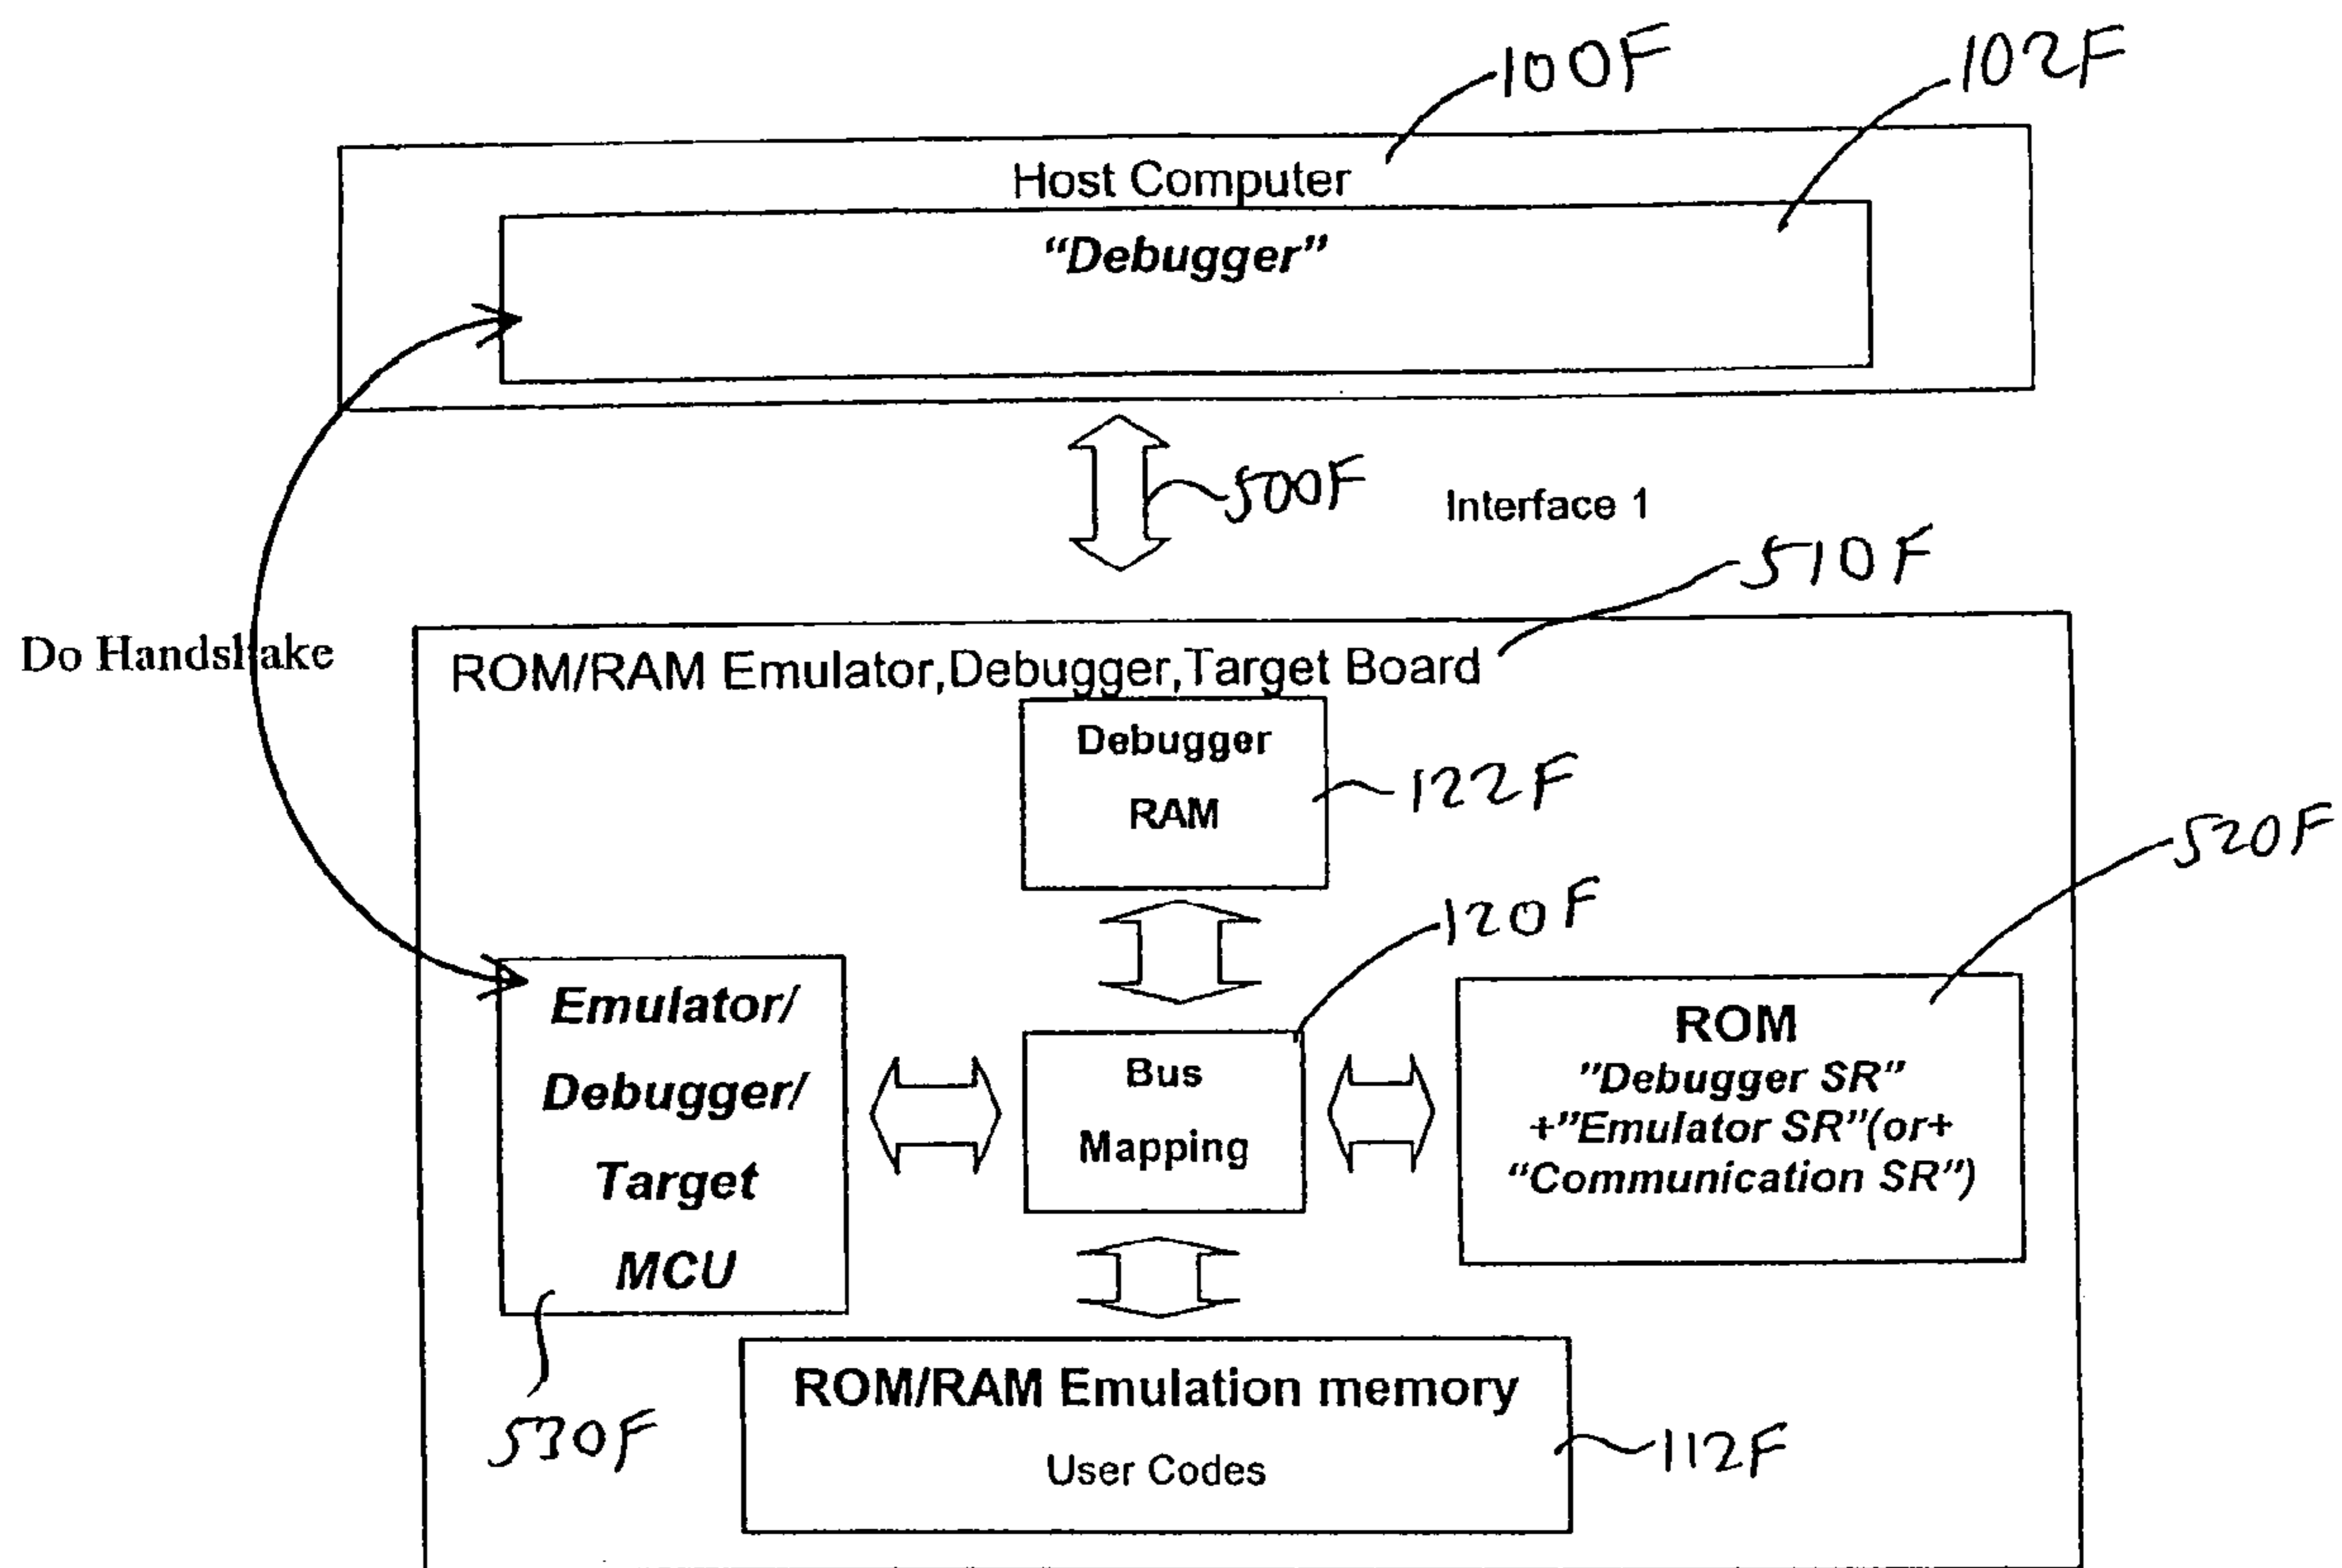 100F
102F
Host Computer
“Debugger”
500F
Interface 1
510F
Do Handshake
ROM/RAM Emulator,Debugger,Target Board
Debugger
RAM
122F
520F
120F
Emulator/
Debugger/
Target
MCU
Bus
Mapping
ROM
”Debugger SR”
+”Emulator SR”(or+
“Communication SR”)
530F
ROM/RAM Emulation memory
User Codes
112F